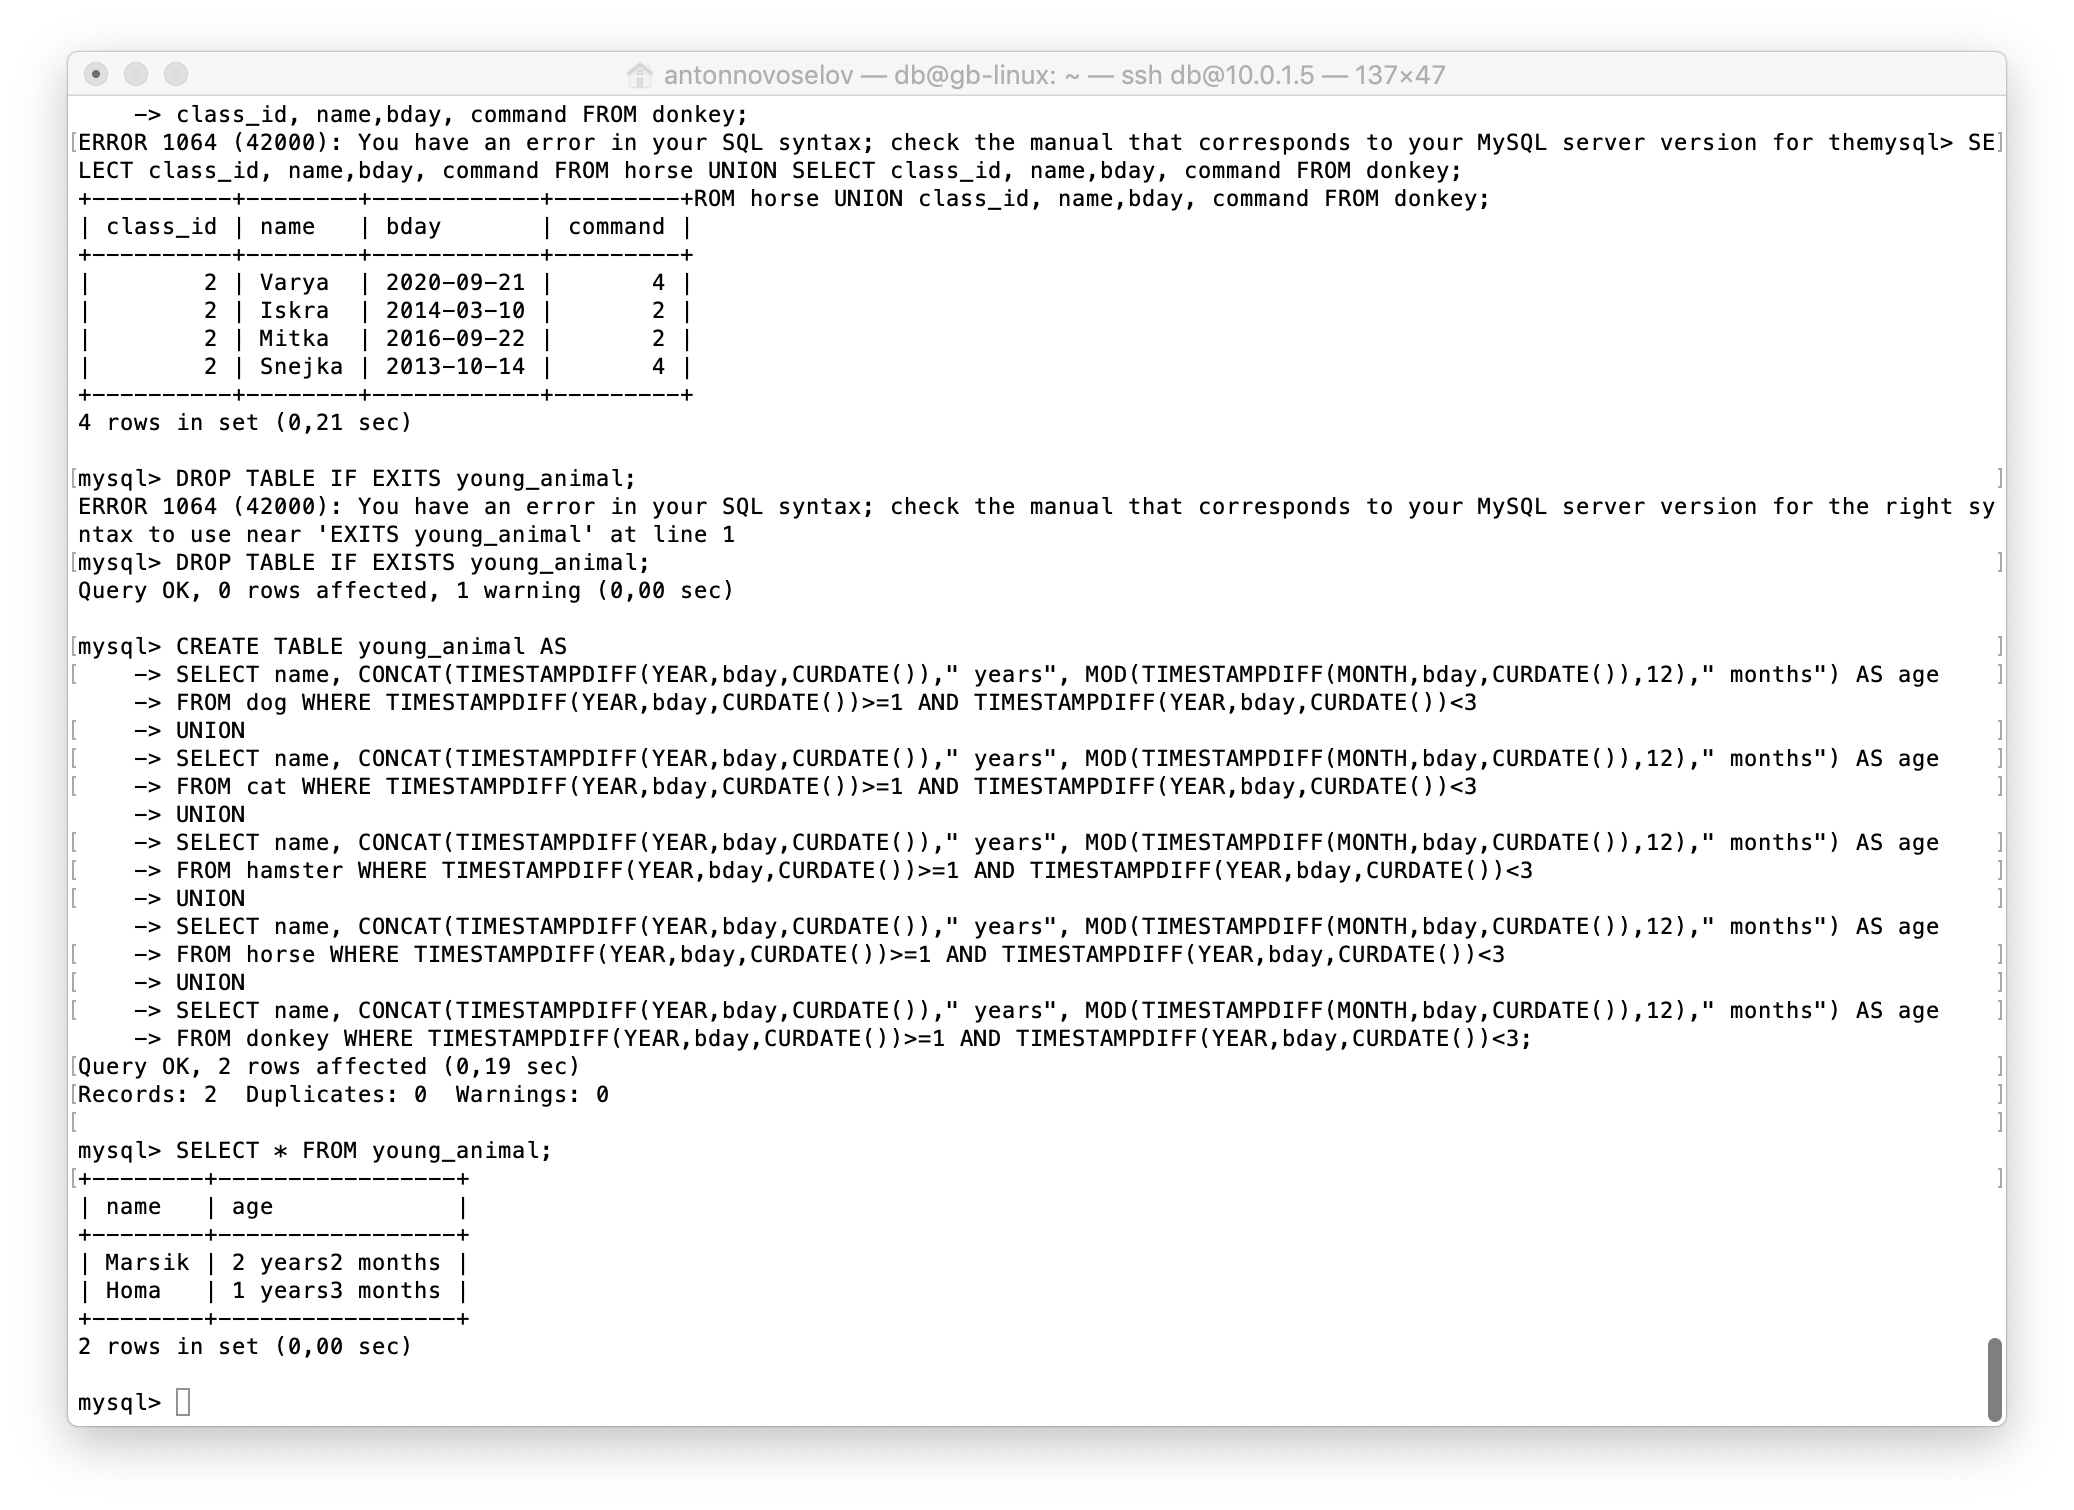 antonnovoselov — db@gb-linux: ~ — ssh db@10.0.1.5 — 137×47
    -> class_id, name,bday, command FROM donkey;
[ERROR 1064 (42000): You have an error in your SQL syntax; check the manual that corresponds to your MySQL server version for themysql> SE]
LECT class_id, name,bday, command FROM horse UNION SELECT class_id, name,bday, command FROM donkey;
+----------+--------+------------+---------+ROM horse UNION class_id, name,bday, command FROM donkey;
| class_id | name   | bday       | command |
+----------+--------+------------+---------+
|        2 | Varya  | 2020-09-21 |       4 |
|        2 | Iskra  | 2014-03-10 |       2 |
|        2 | Mitka  | 2016-09-22 |       2 |
|        2 | Snejka | 2013-10-14 |       4 |
+----------+--------+------------+---------+
4 rows in set (0,21 sec)
[mysql> DROP TABLE IF EXITS young_animal; ]
ERROR 1064 (42000): You have an error in your SQL syntax; check the manual that corresponds to your MySQL server version for the right sy
ntax to use near 'EXITS young_animal' at line 1
[mysql> DROP TABLE IF EXISTS young_animal; ]
Query OK, 0 rows affected, 1 warning (0,00 sec)
[mysql> CREATE TABLE young_animal AS ]
[    -> SELECT name, CONCAT(TIMESTAMPDIFF(YEAR,bday,CURDATE())," years", MOD(TIMESTAMPDIFF(MONTH,bday,CURDATE()),12)," months") AS age ]
    -> FROM dog WHERE TIMESTAMPDIFF(YEAR,bday,CURDATE())>=1 AND TIMESTAMPDIFF(YEAR,bday,CURDATE())<3
[    -> UNION ]
[    -> SELECT name, CONCAT(TIMESTAMPDIFF(YEAR,bday,CURDATE())," years", MOD(TIMESTAMPDIFF(MONTH,bday,CURDATE()),12)," months") AS age ]
[    -> FROM cat WHERE TIMESTAMPDIFF(YEAR,bday,CURDATE())>=1 AND TIMESTAMPDIFF(YEAR,bday,CURDATE())<3 ]
    -> UNION
[    -> SELECT name, CONCAT(TIMESTAMPDIFF(YEAR,bday,CURDATE())," years", MOD(TIMESTAMPDIFF(MONTH,bday,CURDATE()),12)," months") AS age ]
[    -> FROM hamster WHERE TIMESTAMPDIFF(YEAR,bday,CURDATE())>=1 AND TIMESTAMPDIFF(YEAR,bday,CURDATE())<3 ]
[    -> UNION ]
    -> SELECT name, CONCAT(TIMESTAMPDIFF(YEAR,bday,CURDATE())," years", MOD(TIMESTAMPDIFF(MONTH,bday,CURDATE()),12)," months") AS age
[    -> FROM horse WHERE TIMESTAMPDIFF(YEAR,bday,CURDATE())>=1 AND TIMESTAMPDIFF(YEAR,bday,CURDATE())<3 ]
[    -> UNION ]
[    -> SELECT name, CONCAT(TIMESTAMPDIFF(YEAR,bday,CURDATE())," years", MOD(TIMESTAMPDIFF(MONTH,bday,CURDATE()),12)," months") AS age ]
    -> FROM donkey WHERE TIMESTAMPDIFF(YEAR,bday,CURDATE())>=1 AND TIMESTAMPDIFF(YEAR,bday,CURDATE())<3;
[Query OK, 2 rows affected (0,19 sec) ]
[Records: 2  Duplicates: 0  Warnings: 0 ]
[ ]
mysql> SELECT * FROM young_animal;
[+--------+-----------------+ ]
| name   | age             |
+--------+-----------------+
| Marsik | 2 years2 months |
| Homa   | 1 years3 months |
+--------+-----------------+
2 rows in set (0,00 sec)
mysql>